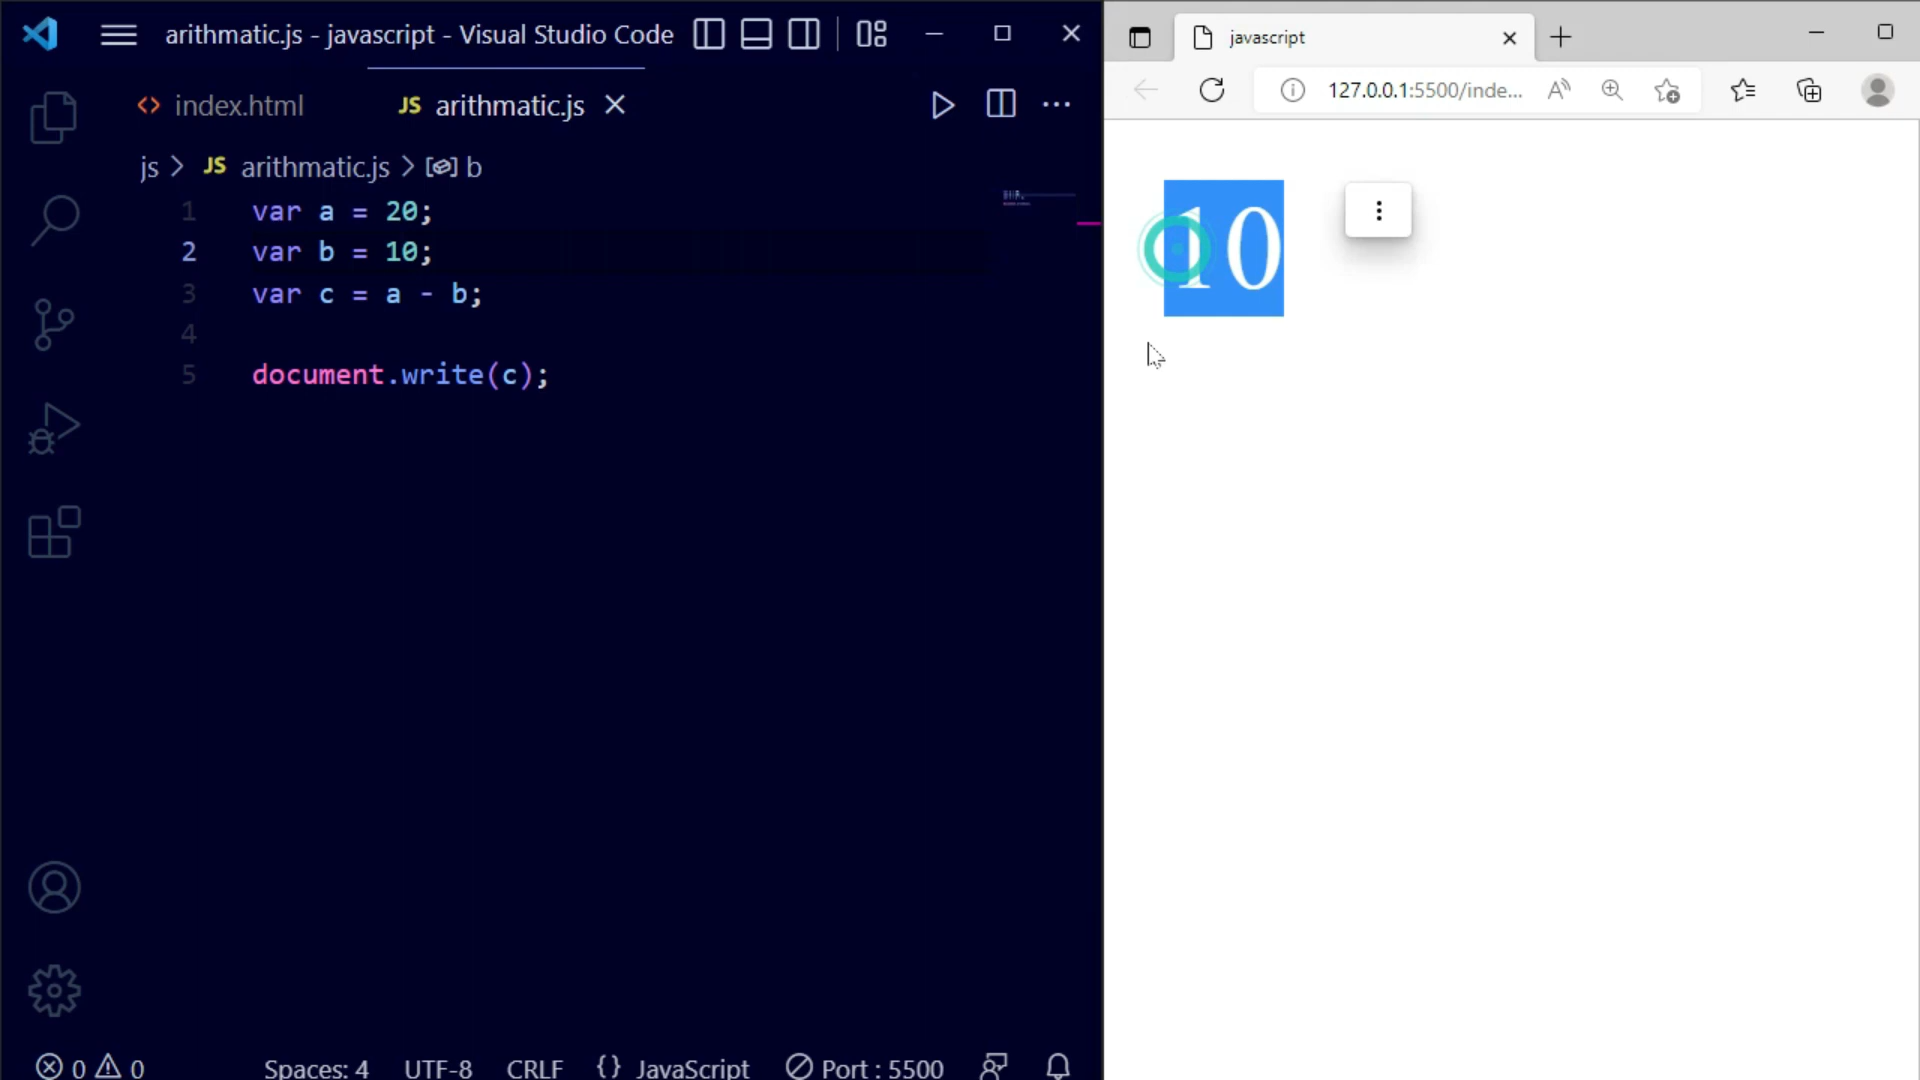 arithmatic.js - javascript - Visual Studio Code
index.html
JS arithmatic.js
js > JS arithmatic.js > b
1 var a = 20;
2 var b = 10;
3 var c = a - b;
4
5 document.write(c);
0 0 Spaces: 4 UTF-8 CRLF {} JavaScript Port : 5500
javascript
127.0.0.1:5500/inde...
10